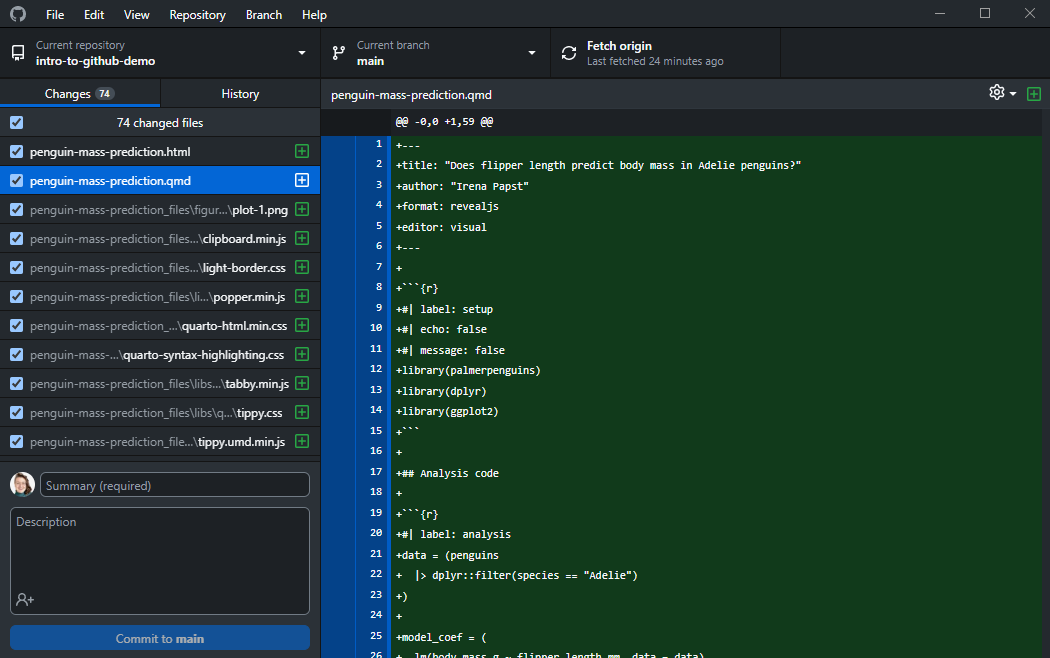 File Edit View Repository Branch Help
Current repository
intro-to-github-demo
Current branch
main
Fetch origin
Last fetched 24 minutes ago
Changes 74 History
74 changed files
penguin-mass-prediction.html
penguin-mass-prediction.qmd
penguin-mass-prediction_files\figur...\plot-1.png
penguin-mass-prediction_files...\clipboard.min.js
penguin-mass-prediction_files...\light-border.css
penguin-mass-prediction_files\li...\popper.min.js
penguin-mass-prediction_...\quarto-html.min.css
penguin-mass-...\quarto-syntax-highlighting.css
penguin-mass-prediction_files\libs...\tabby.min.js
penguin-mass-prediction_files\libs\q...\tippy.css
penguin-mass-prediction_file...\tippy.umd.min.js
Summary (required)
Description
Commit to main
penguin-mass-prediction.qmd
@@ -0,0 +1,59 @@
1 +---
2 +title: "Does flipper length predict body mass in Adelie penguins?"
3 +author: "Irena Papst"
4 +format: revealjs
5 +editor: visual
6 +---
7 +
8 +```{r}
9 +#| label: setup
10 +#| echo: false
11 +#| message: false
12 +library(palmerpenguins)
13 +library(dplyr)
14 +library(ggplot2)
15 +```
16 +
17 +## Analysis code
18 +
19 +```{r}
20 +#| label: analysis
21 +data = (penguins
22 +  |> dplyr::filter(species == "Adelie")
23 +)
24 +
25 +model_coef = (
26 +  lm(body_mass_g ~ flipper_length_mm, data = data)